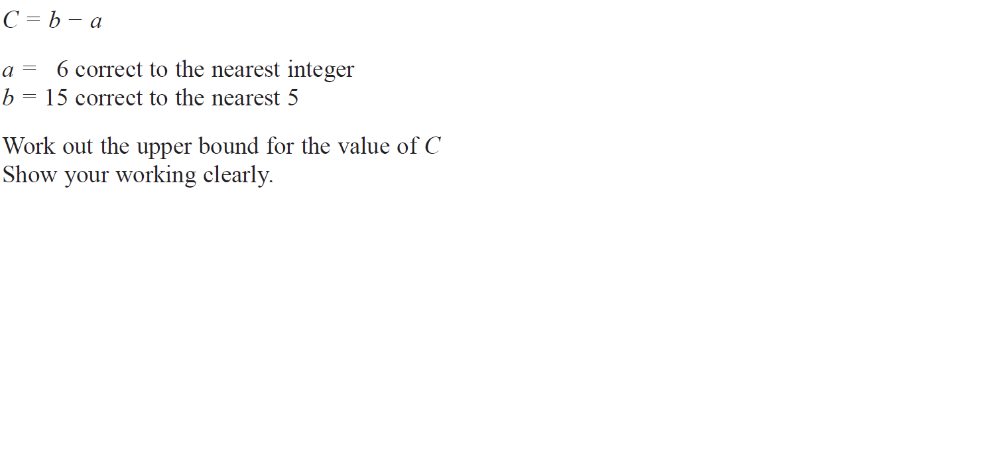 C = b − a
a = 6 correct to the nearest integer
b = 15 correct to the nearest 5
Work out the upper bound for the value of C
Show your working clearly.